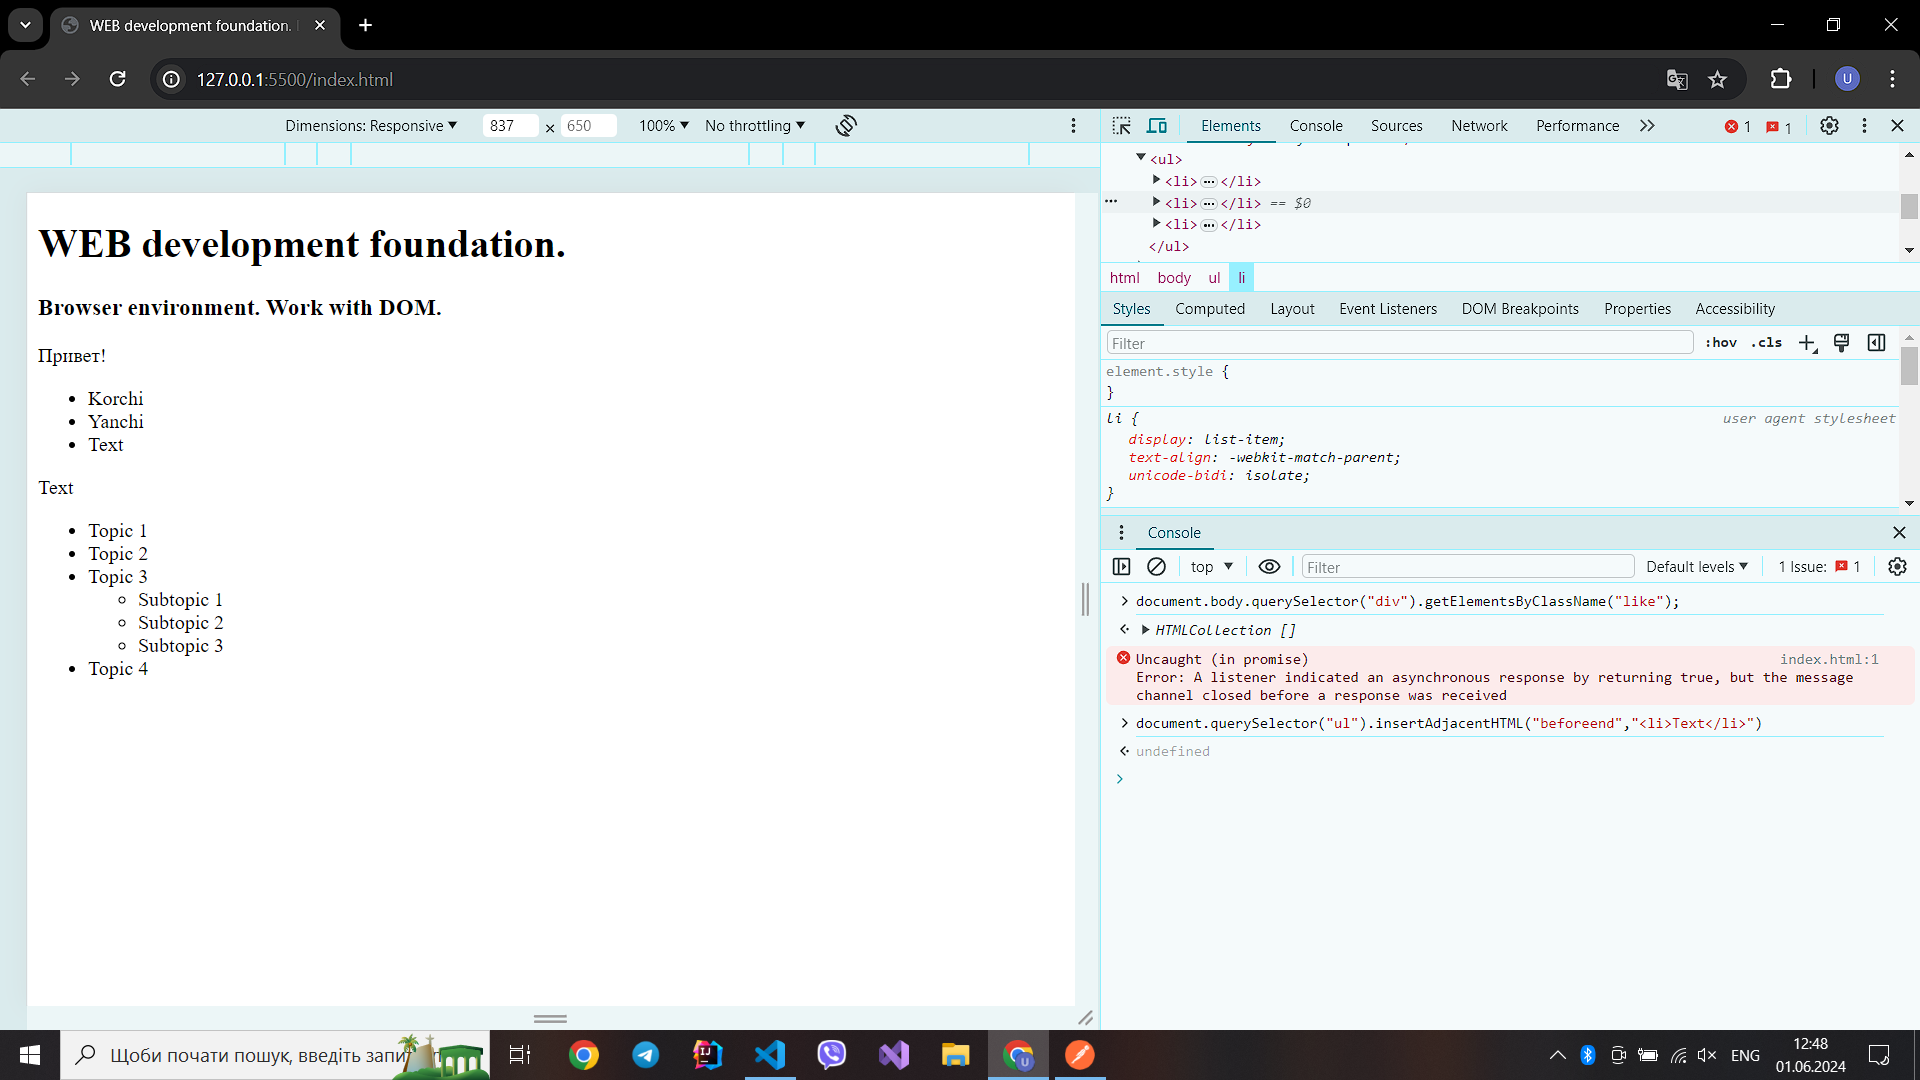 WEB development foundation.
127.0.0.1:5500/index.html
U
Dimensions: Responsive
837 × 650
100%
No throttling
Elements Console Sources Network Performance
1 1
<ul>
<li> </li>
<li> </li> == $0
<li> </li>
</ul>
html body ul li
Styles Computed Layout Event Listeners DOM Breakpoints Properties Accessibility
Filter
:hov .cls
element.style {
}
li { user agent stylesheet
display: list-item;
text-align: -webkit-match-parent;
unicode-bidi: isolate;
}
WEB development foundation.
Browser environment. Work with DOM.
Привет!
Korchi
Yanchi
Text
Text
Topic 1
Topic 2
Topic 3
Subtopic 1
Subtopic 2
Subtopic 3
Topic 4
Console
top Filter Default levels 1 Issue: 1
document.body.querySelector("div").getElementsByClassName("like");
HTMLCollection []
Uncaught (in promise) index.html:1
Error: A listener indicated an asynchronous response by returning true, but the message
channel closed before a response was received
document.querySelector("ul").insertAdjacentHTML("beforeend","<li>Text</li>")
undefined
Щоби почати пошук, введіть
ENG
12:48
01.06.2024